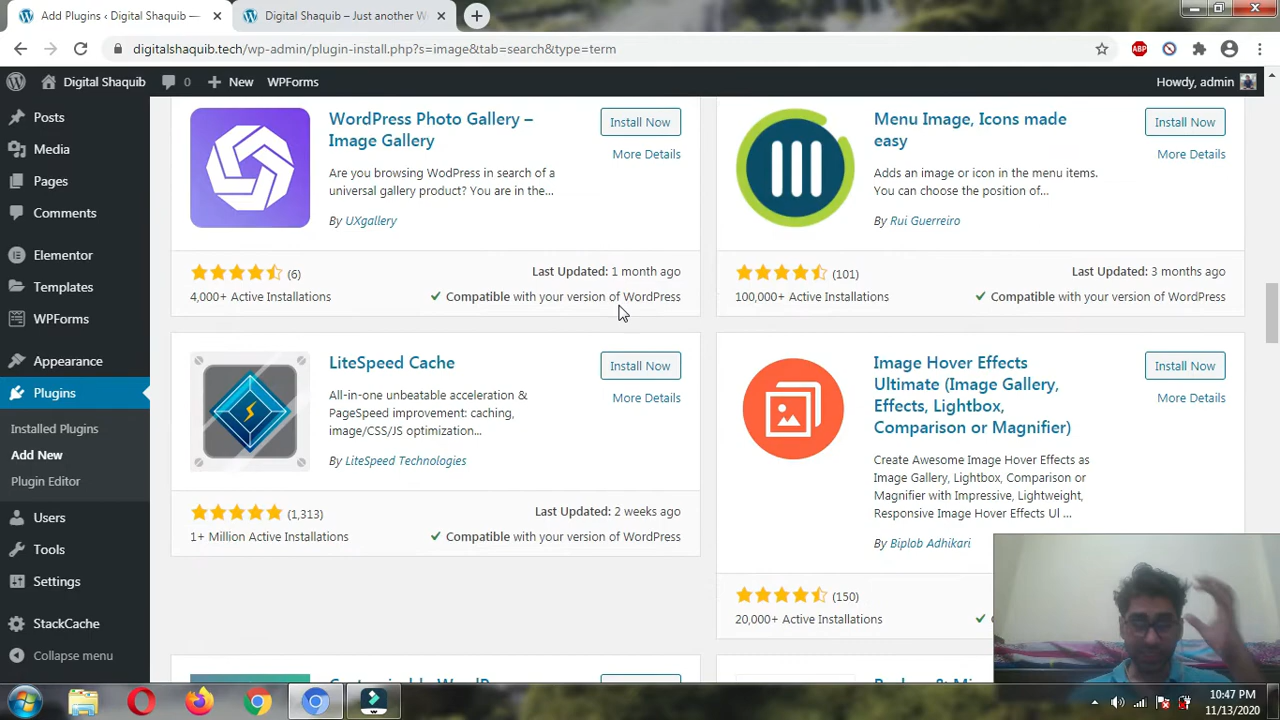 Add Plugins ‹ Digital Shaquib —
Digital Shaquib – Just another W
digitalshaquib.tech/wp-admin/plugin-install.php?s=image&tab=search&type=term
ABP
Digital Shaquib
0
New
WPForms
Howdy, admin
Posts
Media
Pages
Comments
Elementor
Templates
WPForms
Appearance
Plugins
Installed Plugins
Add New
Plugin Editor
Users
Tools
Settings
StackCache
Collapse menu
WordPress Photo Gallery –
Image Gallery
Install Now
More Details
Are you browsing WodPress in search of a
universal gallery product? You are in the...
By UXgallery
(6)
Last Updated: 1 month ago
4,000+ Active Installations
Compatible with your version of WordPress
Menu Image, Icons made
easy
Install Now
More Details
Adds an image or icon in the menu items.
You can choose the position of...
By Rui Guerreiro
(101)
Last Updated: 3 months ago
100,000+ Active Installations
Compatible with your version of WordPress
LiteSpeed Cache
Install Now
More Details
All-in-one unbeatable acceleration &
PageSpeed improvement: caching,
image/CSS/JS optimization...
By LiteSpeed Technologies
(1,313)
Last Updated: 2 weeks ago
1+ Million Active Installations
Compatible with your version of WordPress
Image Hover Effects
Ultimate (Image Gallery,
Effects, Lightbox,
Comparison or Magnifier)
Install Now
More Details
Create Awesome Image Hover Effects as
Image Gallery, Lightbox, Comparison or
Magnifier with Impressive, Lightweight,
Responsive Image Hover Effects UI ...
By Biplob Adhikari
(150)
20,000+ Active Installations
10:47 PM
11/13/2020